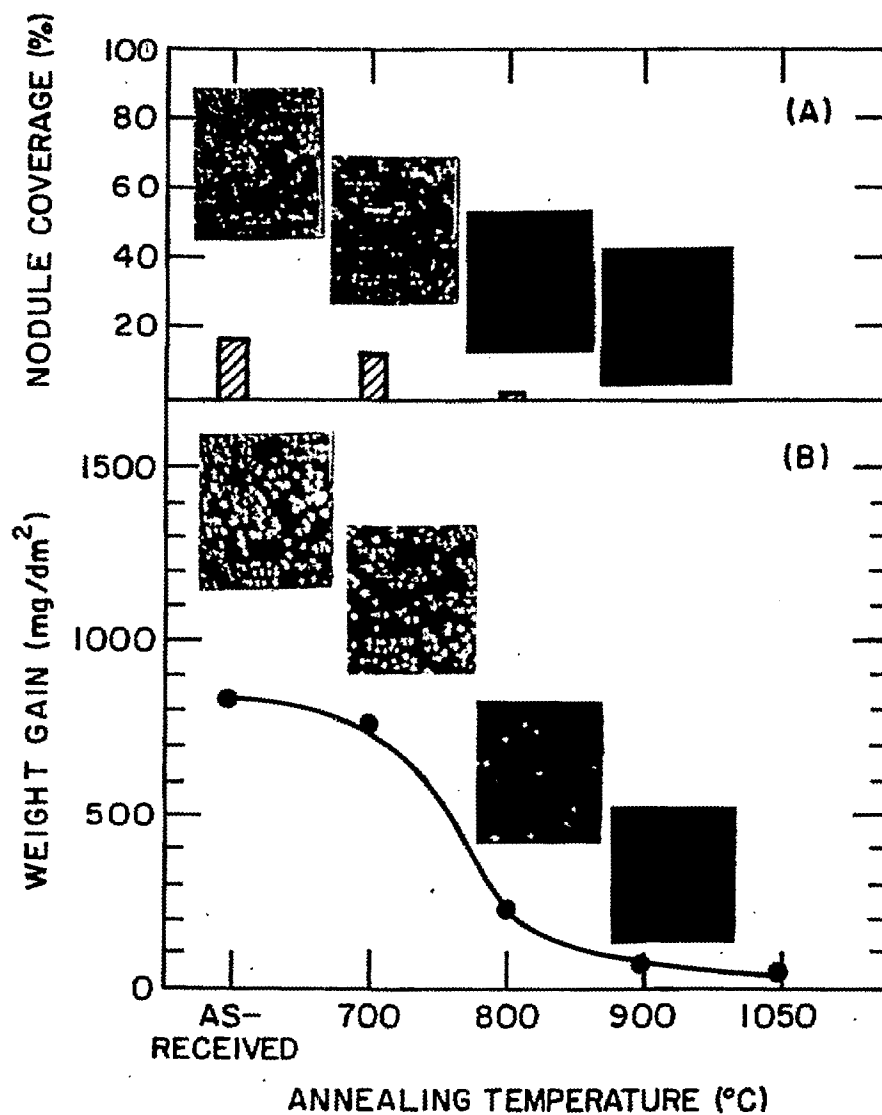 NODULE COVERAGE (%)
100
80
60
40
20
(A)
WEIGHT GAIN (mg/dm²)
1500
1000
500
0
(B)
AS-RECEIVED
700
800
900
1050
ANNEALING TEMPERATURE (°C)